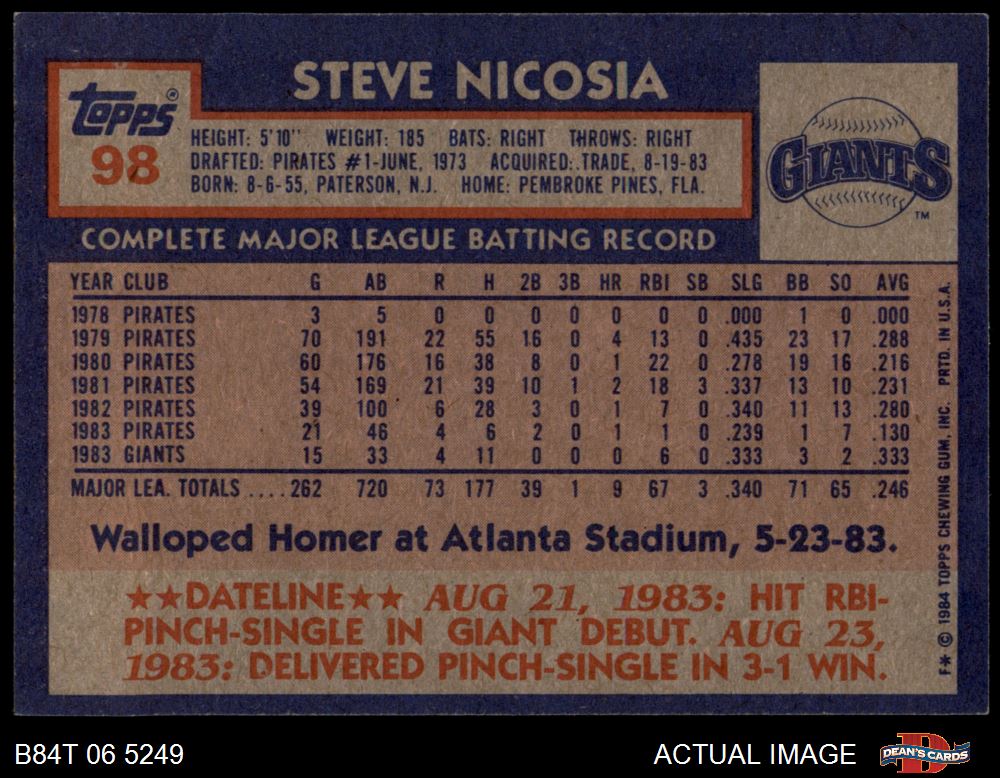 STEVE NICOSIA
Topps®
98
HEIGHT: 5'10" WEIGHT: 185 BATS: RIGHT THROWS: RIGHT
DRAFTED: PIRATES #1-JUNE, 1973 ACQUIRED: TRADE, 8-19-83
BORN: 8-6-55, PATERSON, N.J. HOME: PEMBROKE PINES, FLA.
GIANTS
TM
COMPLETE MAJOR LEAGUE BATTING RECORD
YEAR CLUB G AB R H 2B 3B HR RBI SB SLG BB SO AVG
1978 PIRATES 3 5 0 0 0 0 0 0 0 .000 1 0 .000
1979 PIRATES 70 191 22 55 16 0 4 13 0 .435 23 17 .288
1980 PIRATES 60 176 16 38 8 0 1 22 0 .278 19 16 .216
1981 PIRATES 54 169 21 39 10 1 2 18 3 .337 13 10 .231
1982 PIRATES 39 100 6 28 3 0 1 7 0 .340 11 13 .280
1983 PIRATES 21 46 4 6 2 0 1 1 0 .239 1 7 .130
1983 GIANTS 15 33 4 11 0 0 0 6 0 .333 3 2 .333
MAJOR LEA. TOTALS .... 262 720 73 177 39 1 9 67 3 .340 71 65 .246
Walloped Homer at Atlanta Stadium, 5-23-83.
★★DATELINE★★ AUG 21, 1983: HIT RBI-
PINCH-SINGLE IN GIANT DEBUT. AUG 23,
1983: DELIVERED PINCH-SINGLE IN 3-1 WIN.
F* © 1984 TOPPS CHEWING GUM, INC. PRTD. IN U.S.A.
B84T 06 5249
ACTUAL IMAGE
D
DEAN'S CARDS